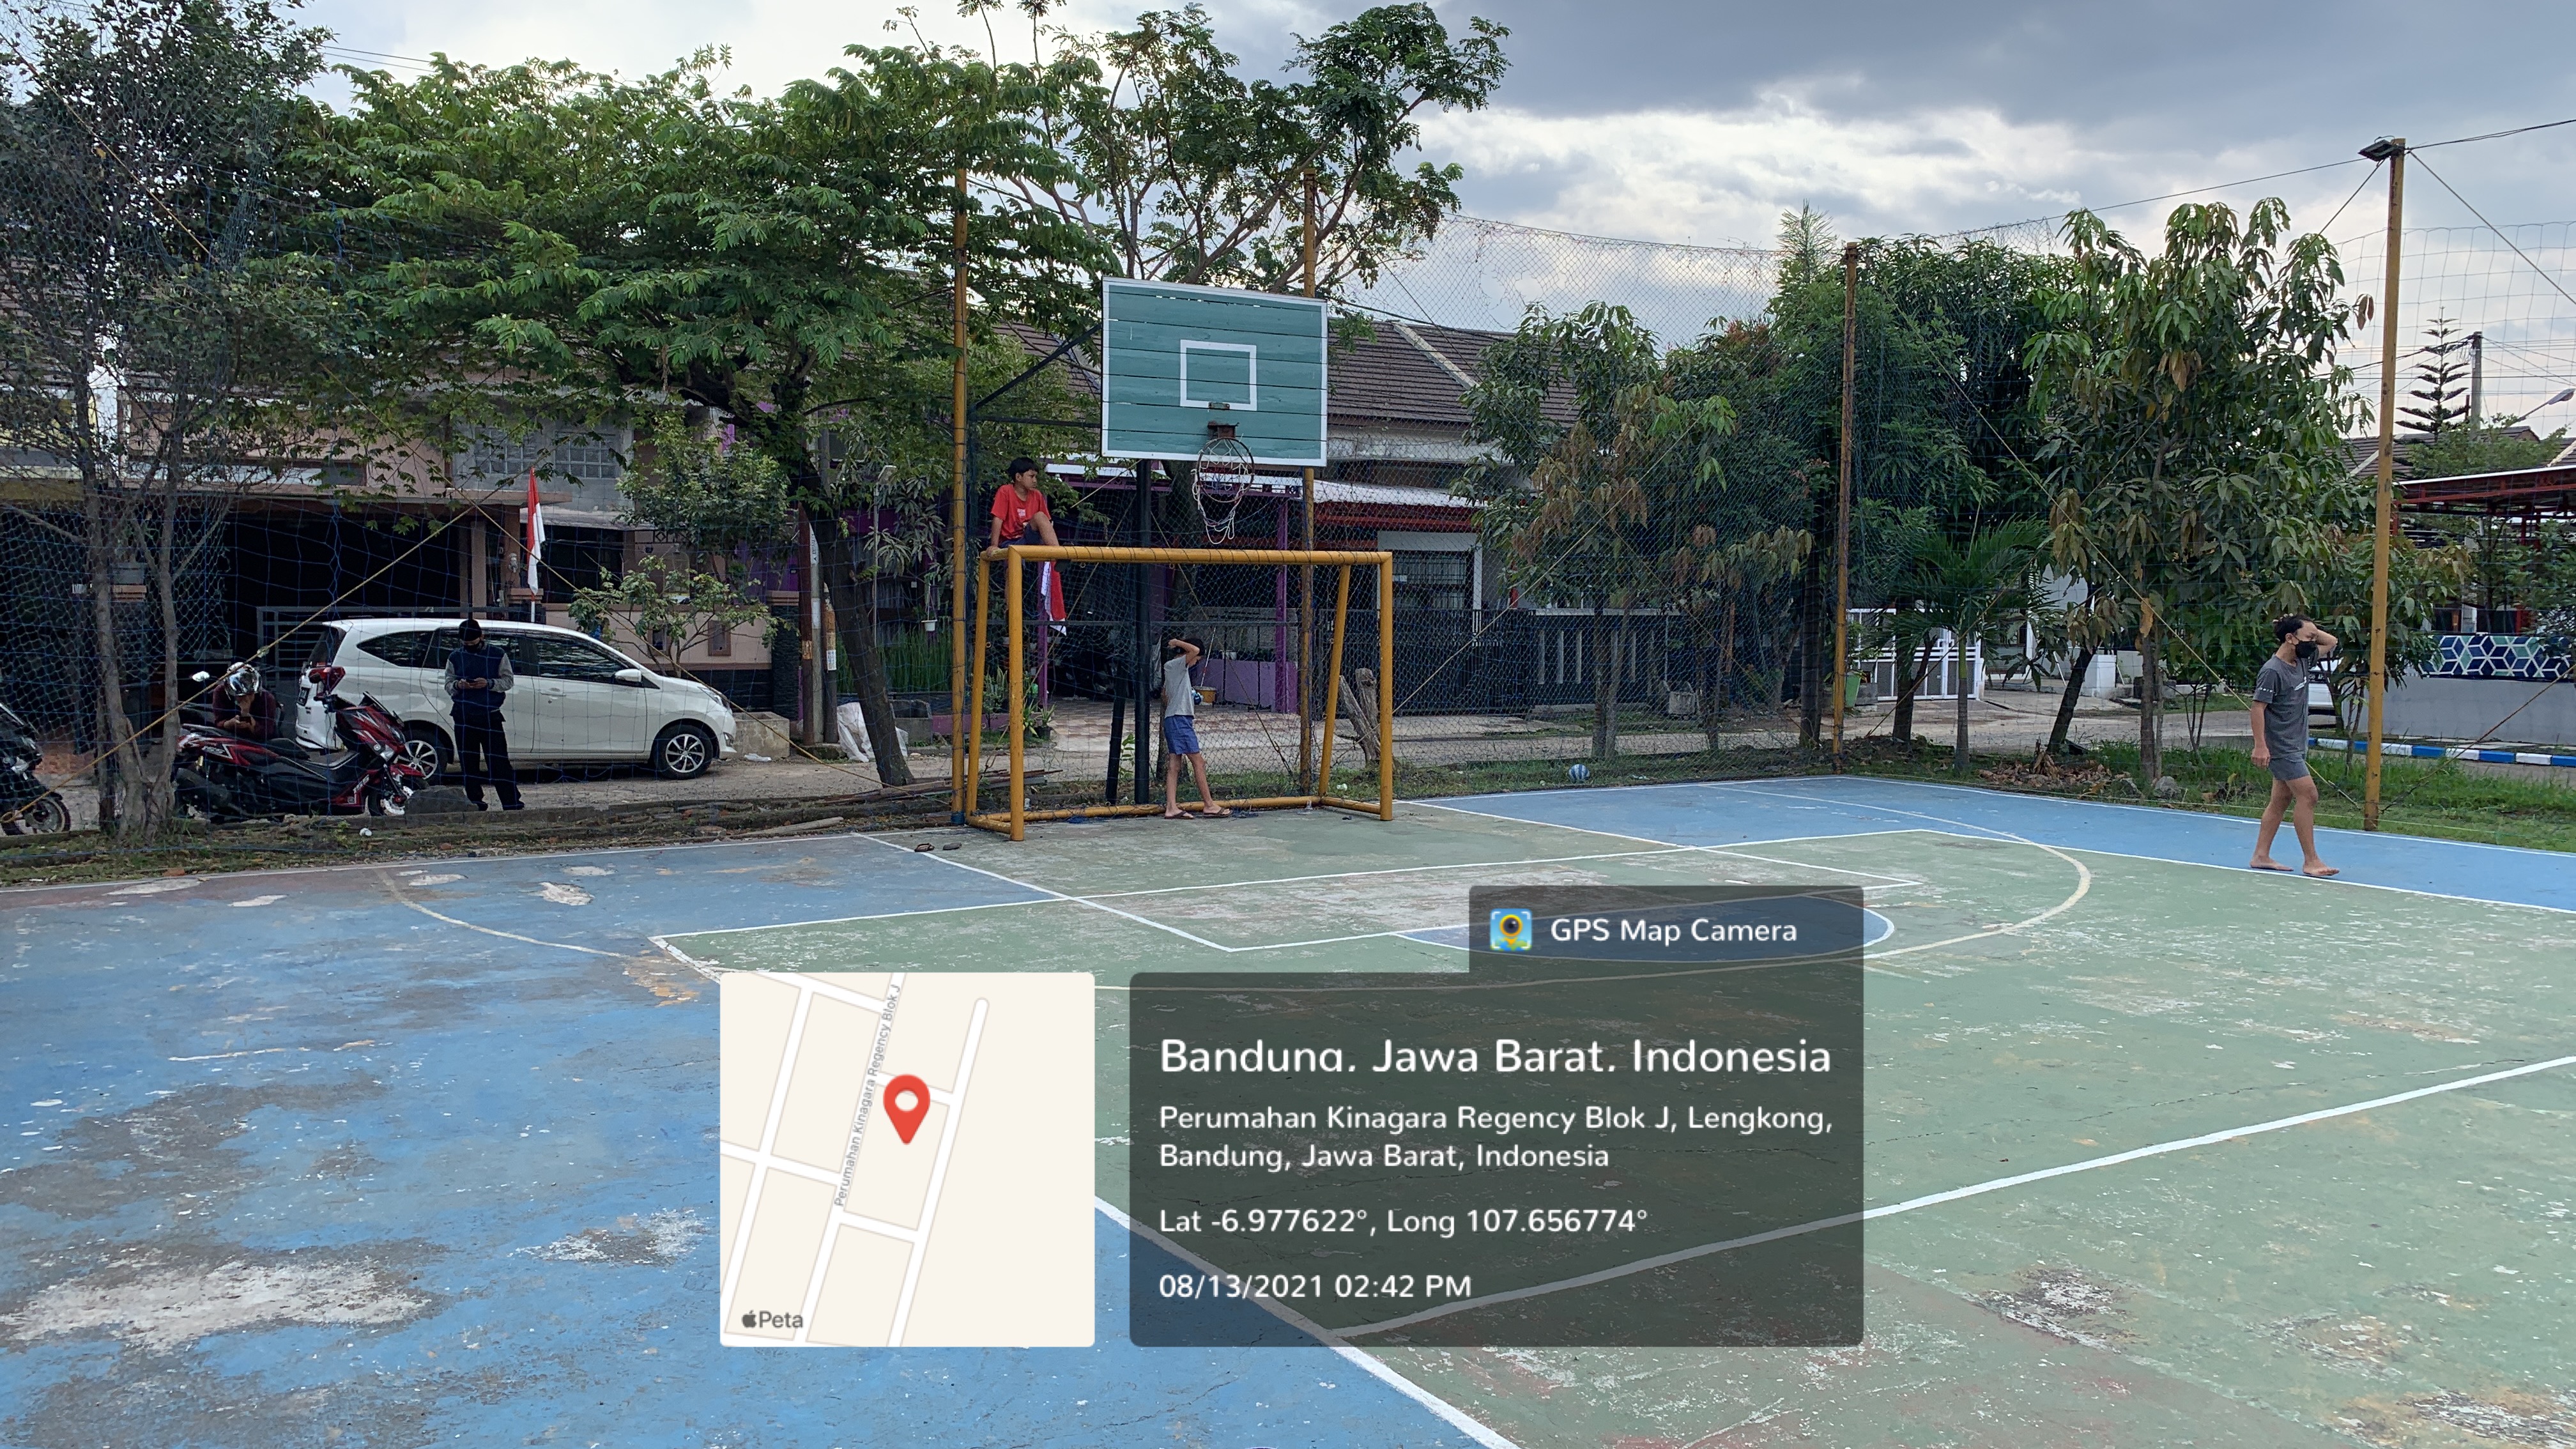 GPS Map Camera
Bandung, Jawa Barat, Indonesia
Perumahan Kinagara Regency Blok J, Lengkong,
Bandung, Jawa Barat, Indonesia
Lat -6.977622°, Long 107.656774°
08/13/2021 02:42 PM
Perumahan Kinagara Regency Blok J
Peta